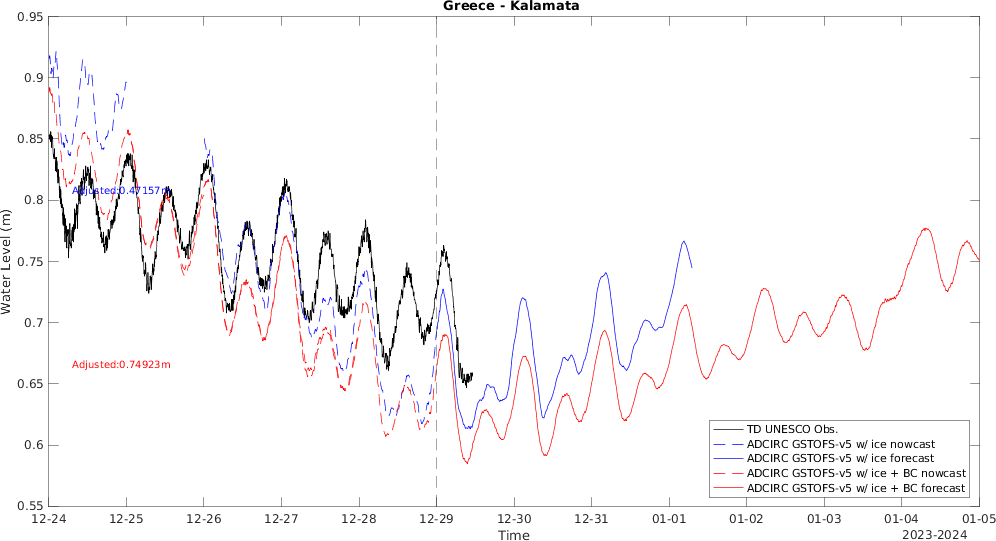 Greece - Kalamata
0.95
0.9
0.85
0.8
0.75
0.7
0.65
0.6
0.55
Water Level (m)
Adjusted:0.47157m
Adjusted:0.74923m
TD UNESCO Obs.
ADCIRC GSTOFS-v5 w/ ice nowcast
ADCIRC GSTOFS-v5 w/ ice forecast
ADCIRC GSTOFS-v5 w/ ice + BC nowcast
ADCIRC GSTOFS-v5 w/ ice + BC forecast
12-24 12-25 12-26 12-27 12-28 12-29 12-30 12-31 01-01 01-02 01-03 01-04 01-05
Time
2023-2024